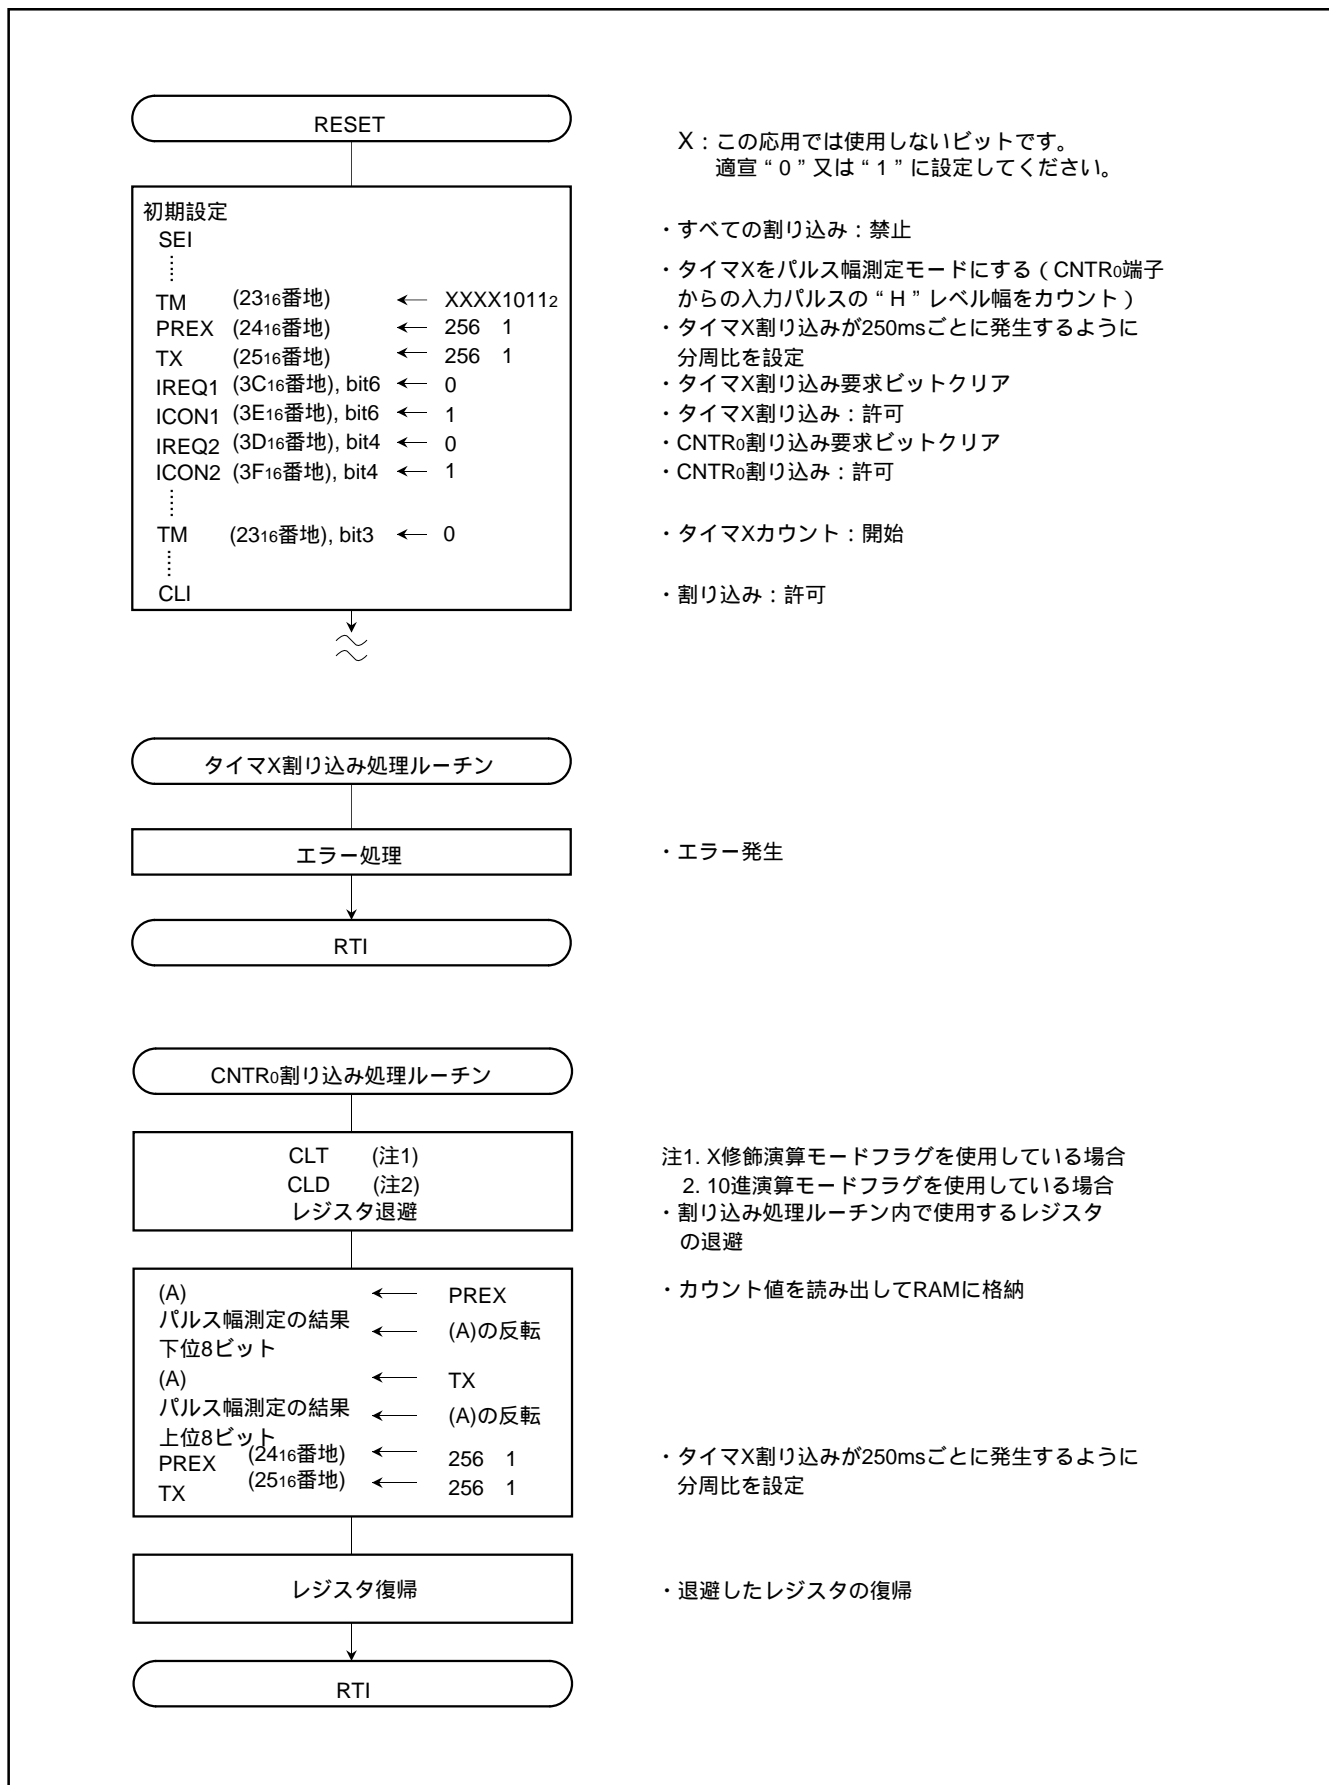 RESET
X：この応用では使用しないビットです。
適宣“0”又は“1”に設定してください。
初期設定
SEI ・すべての割り込み：禁止
・タイマXをパルス幅測定モードにする（CNTR0端子
TM (2316番地) ← XXXX10112 からの入力パルスの“H”レベル幅をカウント）
PREX (2416番地) ← 256 1 ・タイマX割り込みが250msごとに発生するように
TX (2516番地) ← 256 1 分周比を設定
IREQ1 (3C16番地), bit6 ← 0 ・タイマX割り込み要求ビットクリア
ICON1 (3E16番地), bit6 ← 1 ・タイマX割り込み：許可
IREQ2 (3D16番地), bit4 ← 0 ・CNTR0割り込み要求ビットクリア
ICON2 (3F16番地), bit4 ← 1 ・CNTR0割り込み：許可
TM (2316番地), bit3 ← 0 ・タイマXカウント：開始
CLI ・割り込み：許可
タイマX割り込み処理ルーチン
エラー処理 ・エラー発生
RTI
CNTR0割り込み処理ルーチン
CLT (注1) 注1. X修飾演算モードフラグを使用している場合
CLD (注2) 2. 10進演算モードフラグを使用している場合
レジスタ退避 ・割り込み処理ルーチン内で使用するレジスタ
の退避
(A) ← PREX ・カウント値を読み出してRAMに格納
パルス幅測定の結果
下位8ビット ← (A)の反転
(A) ← TX
パルス幅測定の結果
上位8ビット ← (A)の反転
PREX (2416番地) ← 256 1 ・タイマX割り込みが250msごとに発生するように
TX (2516番地) ← 256 1 分周比を設定
レジスタ復帰 ・退避したレジスタの復帰
RTI